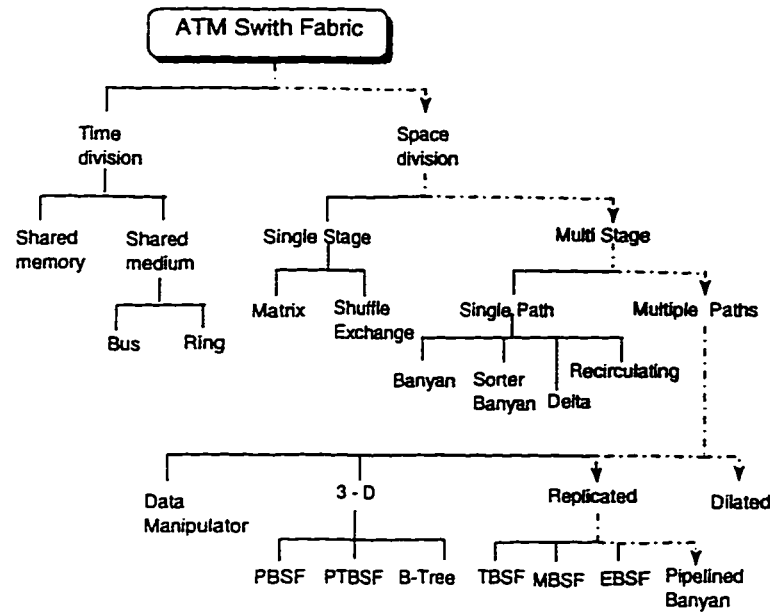 ATM Swith Fabric
Time
division
Space
division
Shared
memory
Shared
medium
Single Stage
Multi Stage
Bus
Ring
Matrix
Shuffle
Exchange
Single Path
Multiple Paths
Banyan
Sorter
Banyan
Delta
Recirculating
Data
Manipulator
3 - D
Replicated
Dilated
PBSF
PTBSF
B-Tree
TBSF
MBSF
EBSF
Pipelined
Banyan